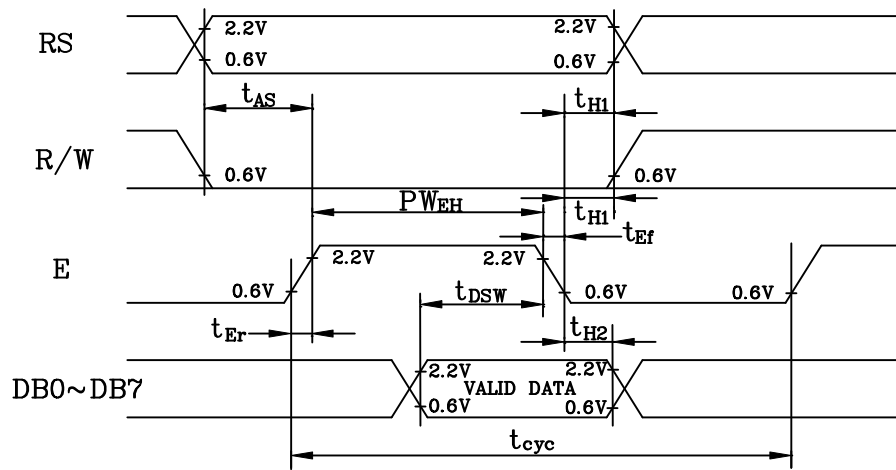 RS
2.2V
2.2V
0.6V
0.6V
tAS
tH1
R/W
0.6V
0.6V
PWEH
tH1
tEf
E
2.2V
2.2V
0.6V
0.6V
0.6V
tDSW
tEr
tH2
DB0~DB7
2.2V
2.2V
VALID DATA
0.6V
0.6V
tcyc